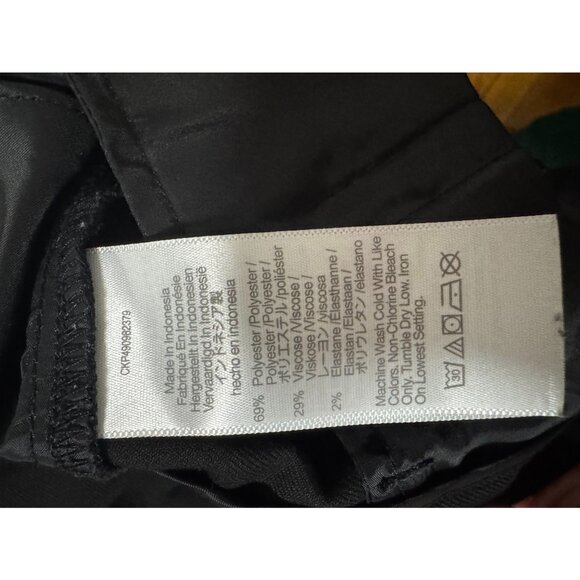 CKP490982379
Made In Indonesia
Fabriqué En Indonésie
Hergestellt in Indonesien
Vervaardigd In Indonesië
インドネシア製
hecho en indonesia
69% Polyester /Polyester/
Polyester /Polyester/
ポリエステル /poliéster
29% Viscose /Viscose/
Viskose /Viscose/
レーヨン /viscosa
2% Elastane /Elasthanne/
Elastan /Elastaan/
ポリウレタン /elastano
Machine Wash Cold With Like
Colors. Non-Chlorine Bleach
Only. Tumble Dry Low. Iron
On Lowest Setting.
30